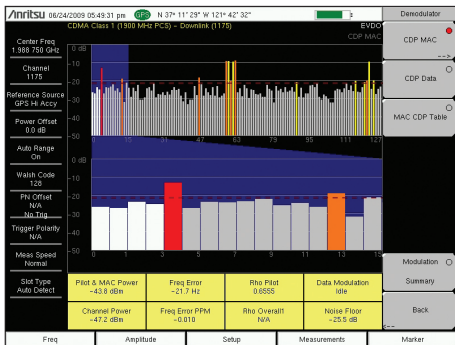 Anritsu 06/24/2009 05:49:31 pm GPS N 37° 11' 29" W 121° 42' 32"
Demodulator
CDMA Class 1 (1900 MHz PCS) - Downlink (1175)
EVDO
CDP MAC
Center Freq
1.988 750 GHz
Channel
1175
Reference Source
GPS Hi Accy
Power Offset
0.0 dB
Auto Range
On
Walsh Code
128
PN Offset
N/A
No Trig
Trigger Polarity
N/A
Meas Speed
Normal
Slot Type
Auto Detect
0 dB
-10
-20
-30
-40
-50
0 15 31 47 63 79 95 111 127
0 dB
-10
-20
-30
-40
-50
0 1 3 5 7 9 11 13 15
Pilot & MAC Power
-43.8 dBm
Freq Error
-21.7 Hz
Rho Pilot
0.6555
Data Modulation
Idle
Channel Power
-47.2 dBm
Freq Error PPM
-0.010
Rho Overall1
N/A
Noise Floor
-25.5 dB
CDP MAC
-->
CDP Data
MAC CDP Table
Modulation
Summary
Back
<--
Freq
Amplitude
Setup
Measurements
Marker